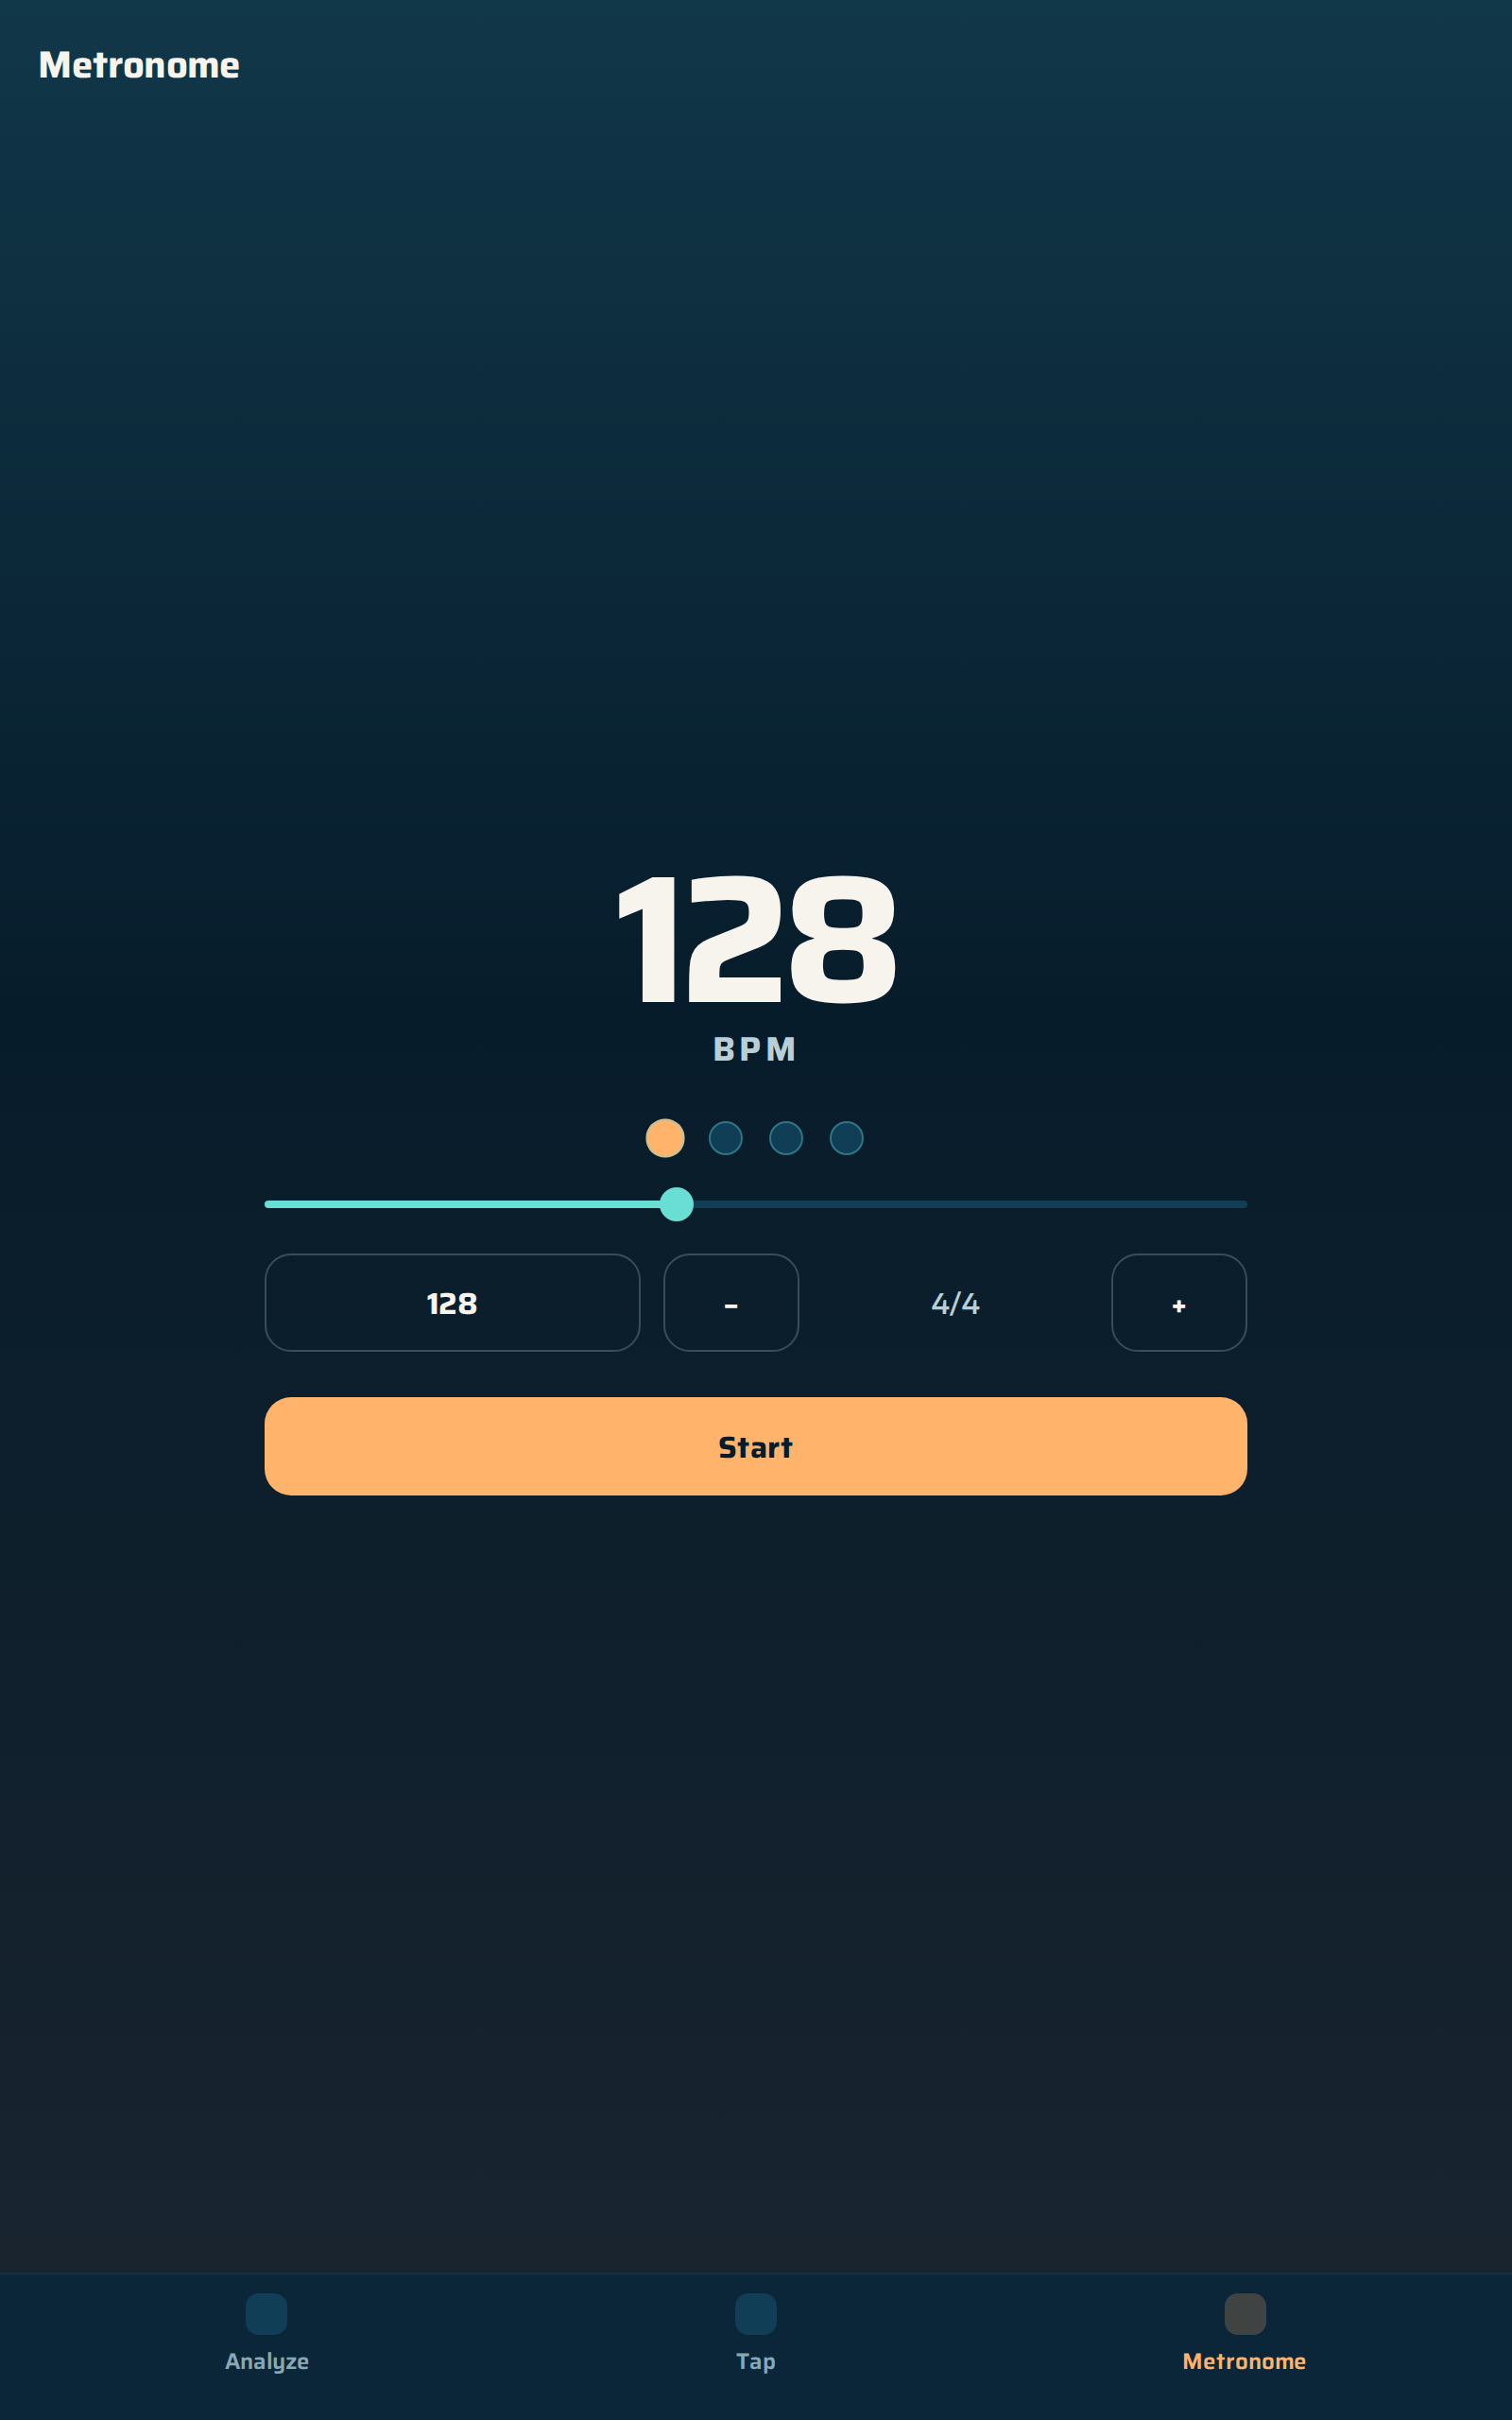 Metronome
128
BPM
128 – 4/4 +
Start
Analyze Tap Metronome